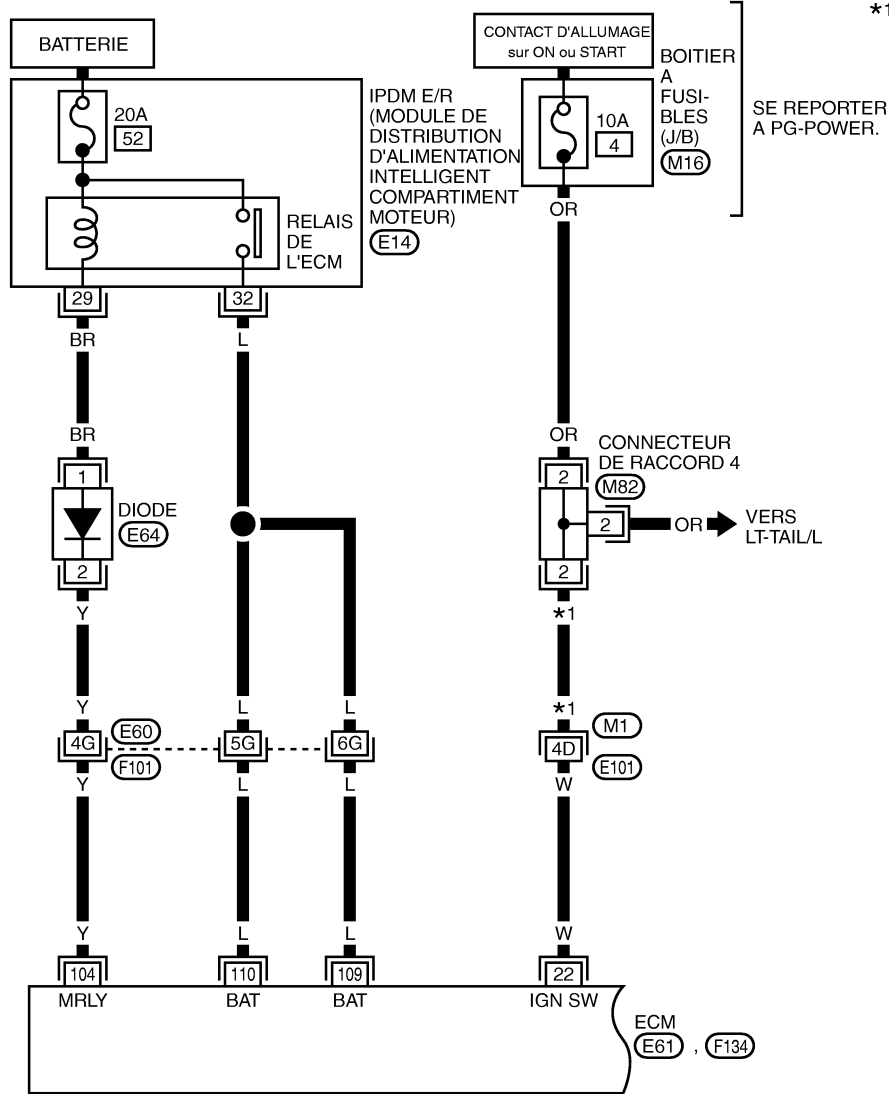 BATTERIE
CONTACT D'ALLUMAGE
sur ON ou START
*1
20A
52
IPDM E/R
(MODULE DE
DISTRIBUTION
D'ALIMENTATION
INTELLIGENT
COMPARTIMENT
MOTEUR)
E14
RELAIS
DE
L'ECM
10A
4
BOITIER
A
FUSI-
BLES
(J/B)
M16
SE REPORTER
A PG-POWER.
OR
29
32
BR
L
BR
OR
1
2
CONNECTEUR
DE RACCORD 4
M82
DIODE
E64
2
OR
VERS
LT-TAIL/L
2
2
Y
*1
Y
L
L
*1
4G
E60
F101
5G
6G
4D
M1
E101
Y
L
L
W
Y
L
L
W
104
110
109
22
MRLY
BAT
BAT
IGN SW
ECM
E61 , F134